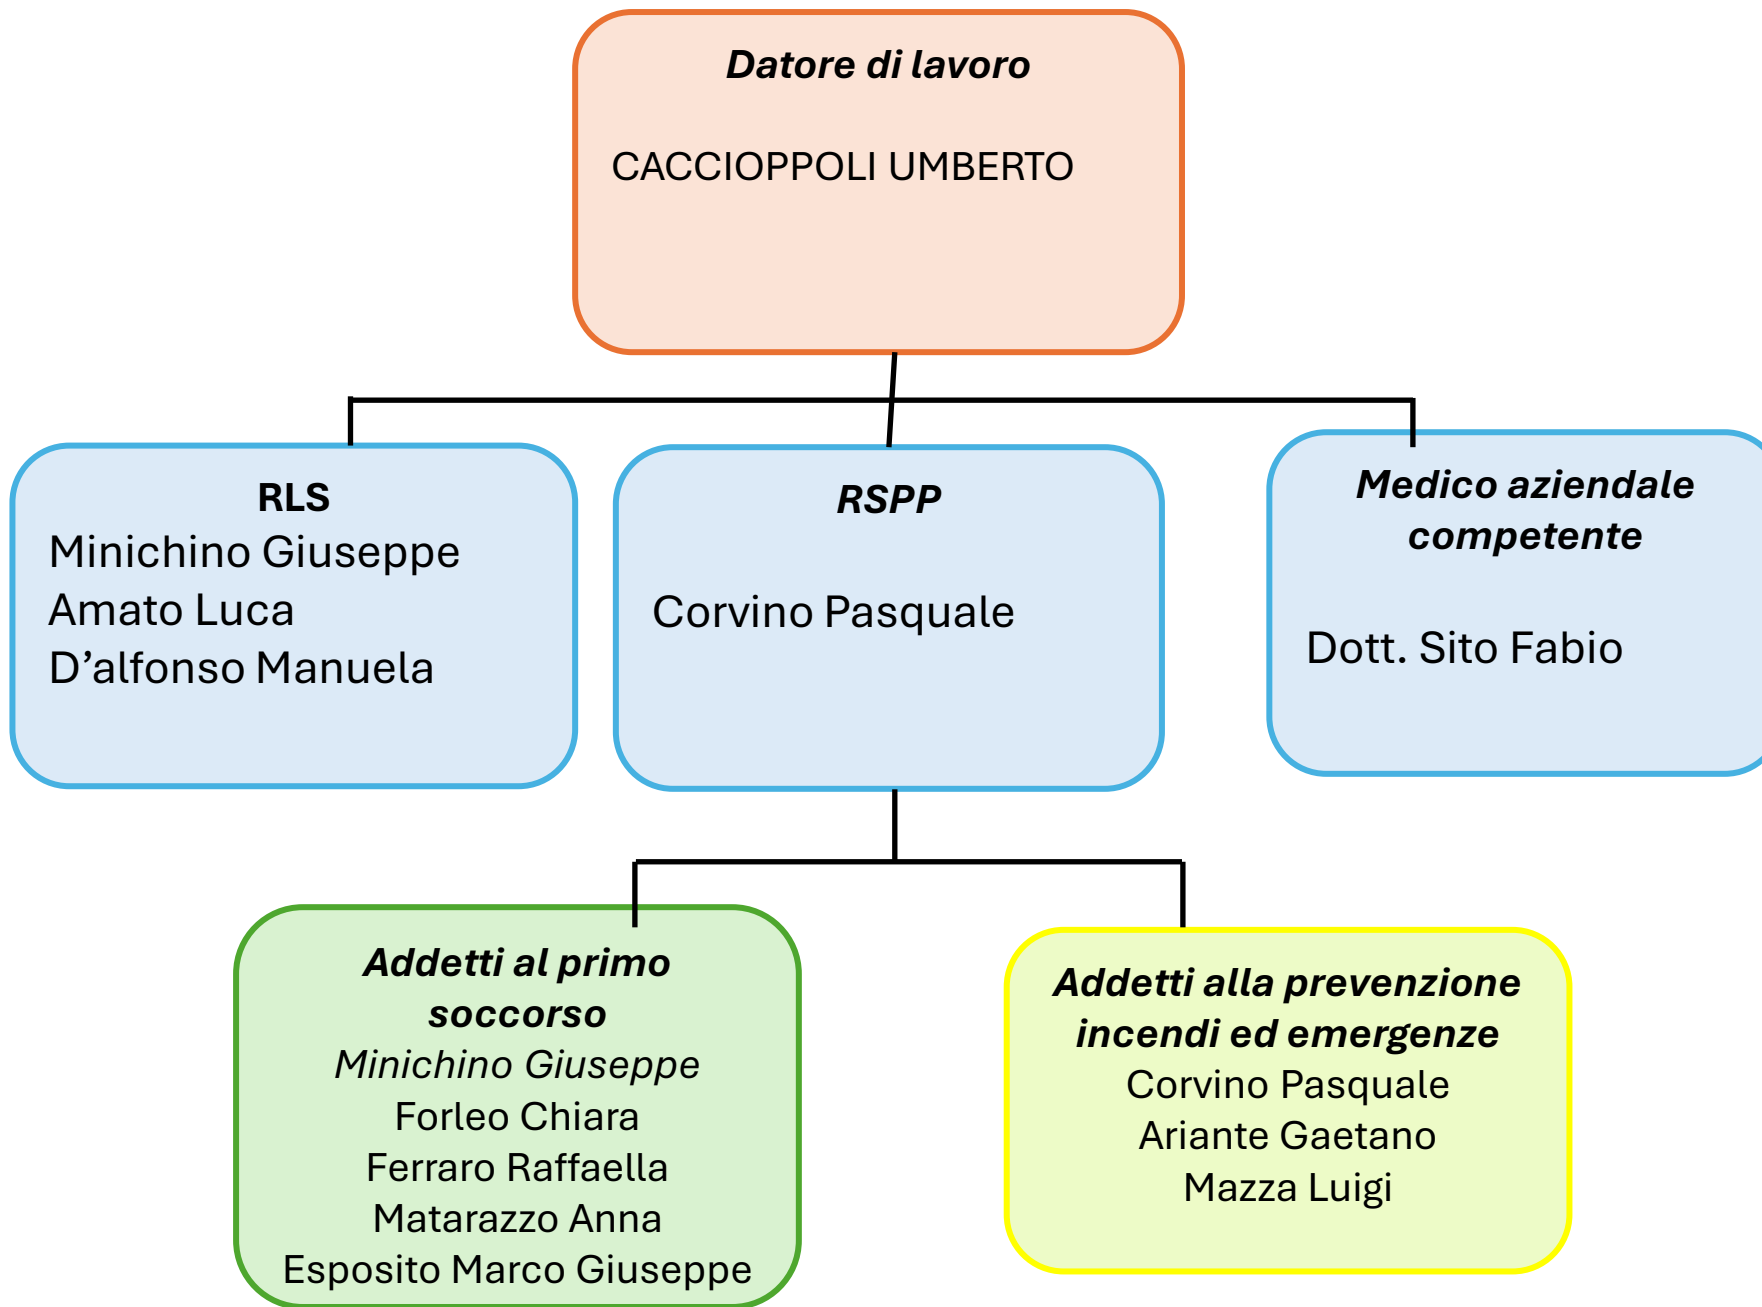 Datore di lavoro
CACCIOPPOLI UMBERTO
RLS
Minichino Giuseppe
Amato Luca
D’alfonso Manuela
RSPP
Corvino Pasquale
Medico aziendale
competente
Dott. Sito Fabio
Addetti al primo
soccorso
Minichino Giuseppe
Forleo Chiara
Ferraro Raffaella
Matarazzo Anna
Esposito Marco Giuseppe
Addetti alla prevenzione
incendi ed emergenze
Corvino Pasquale
Ariante Gaetano
Mazza Luigi